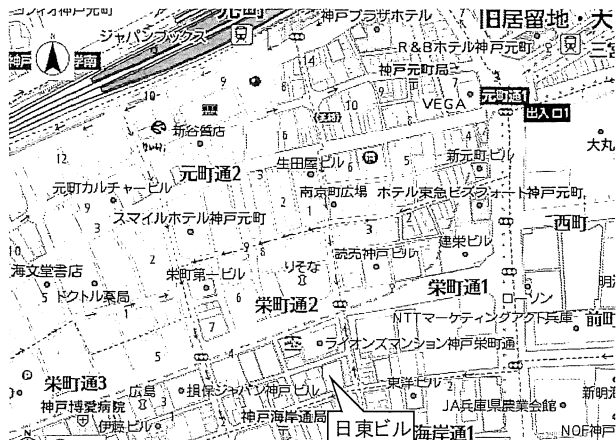 元町
神戸プラザホテル
旧居留地・大
ジャパンブックス
R&Bホテル神戸元町
三宮
神戸元町局
VEGA
元町通1
出入口1
新谷質店
大丸
元町通2
生田屋ビル
新元町ビル
元町カルチャービル
南京町広場
ホテル東急ビズフォート神戸元町
スマイルホテル神戸元町
西町
読売神戸ビル
建栄ビル
海文堂書店
栄町第一ビル
りそな
ドクトル薬局
栄町通2
栄町通1
ローソン
NTTマーケティングアクト兵庫
前町
ライオンズマンション神戸栄町通
栄町通3
広島
損保ジャパン神戸ビル
東洋ビル
神戸博愛病院
神戸海岸通局
JA兵庫県農業会館
新明海
伊藤ビル
日東ビル
海岸通1
NOF神戸